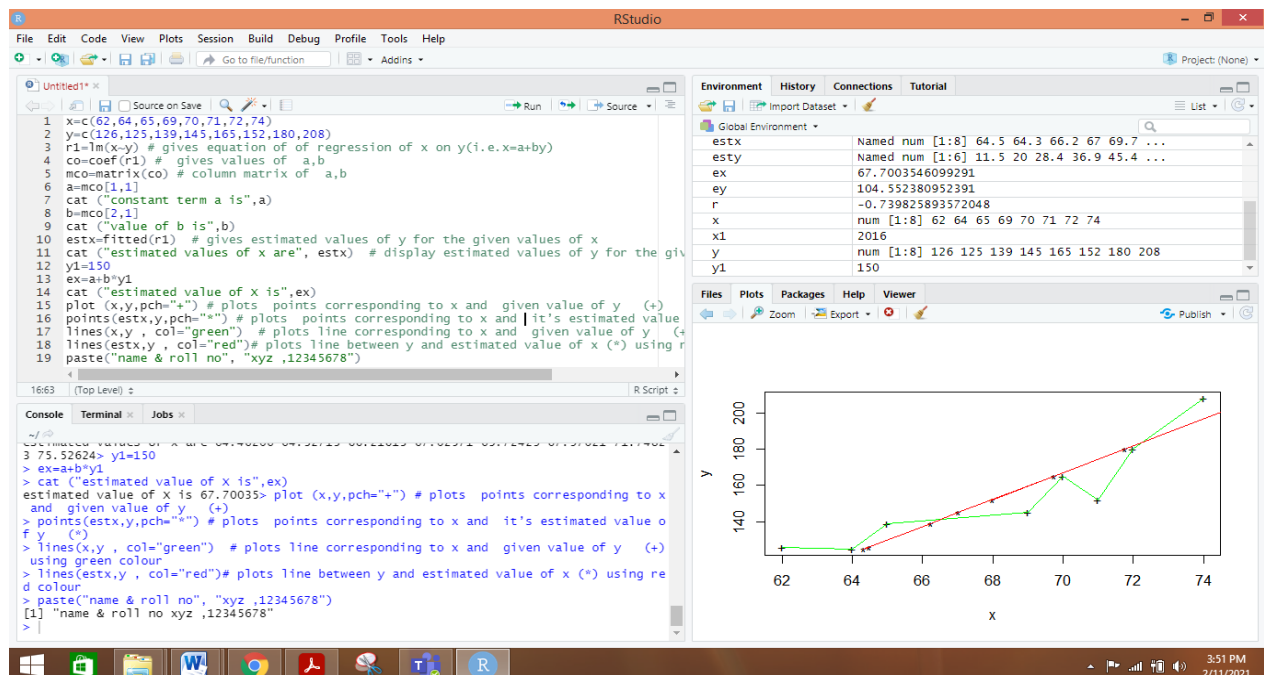 RStudio
File Edit Code View Plots Session Build Debug Profile Tools Help
Go to file/function Addins Project: (None)
Untitled1*
Source on Save Run Source
1 x=c(62,64,65,69,70,71,72,74)
2 y=c(126,125,139,145,165,152,180,208)
3 r1=lm(x~y) # gives equation of of regression of x on y(i.e.x=a+by)
4 co=coef(r1) # gives values of a,b
5 mco=matrix(co) # column matrix of a,b
6 a=mco[1,1]
7 cat ("constant term a is",a)
8 b=mco[2,1]
9 cat ("value of b is",b)
10 estx=fitted(r1) # gives estimated values of y for the given values of x
11 cat ("estimated values of x are", estx) # display estimated values of y for the giv
12 y1=150
13 ex=a+b*y1
14 cat ("estimated value of X is",ex)
15 plot (x,y,pch="+") # plots points corresponding to x and given value of y (+)
16 points(estx,y,pch="*") # plots points corresponding to x and it's estimated value
17 lines(x,y , col="green") # plots line corresponding to x and given value of y (+
18 lines(estx,y , col="red")# plots line between y and estimated value of x (*) using r
19 paste("name & roll no", "xyz ,12345678")
16:63 (Top Level) R Script
Console Terminal Jobs
~/
3 75.52624> y1=150
> ex=a+b*y1
> cat ("estimated value of X is",ex)
estimated value of X is 67.70035> plot (x,y,pch="+") # plots points corresponding to x
and given value of y (+)
> points(estx,y,pch="*") # plots points corresponding to x and it's estimated value o
f y (*)
> lines(x,y , col="green") # plots line corresponding to x and given value of y (+)
using green colour
> lines(estx,y , col="red")# plots line between y and estimated value of x (*) using re
d colour
> paste("name & roll no", "xyz ,12345678")
[1] "name & roll no xyz ,12345678"
>
Environment History Connections Tutorial
Import Dataset List
Global Environment
estx Named num [1:8] 64.5 64.3 66.2 67 69.7 ...
esty Named num [1:6] 11.5 20 28.4 36.9 45.4 ...
ex 67.7003546099291
ey 104.552380952391
r -0.739825893572048
x num [1:8] 62 64 65 69 70 71 72 74
x1 2016
y num [1:8] 126 125 139 145 165 152 180 208
y1 150
Files Plots Packages Help Viewer
Zoom Export Publish
y
200
180
160
140
62 64 66 68 70 72 74
x
3:51 PM
2/11/2021